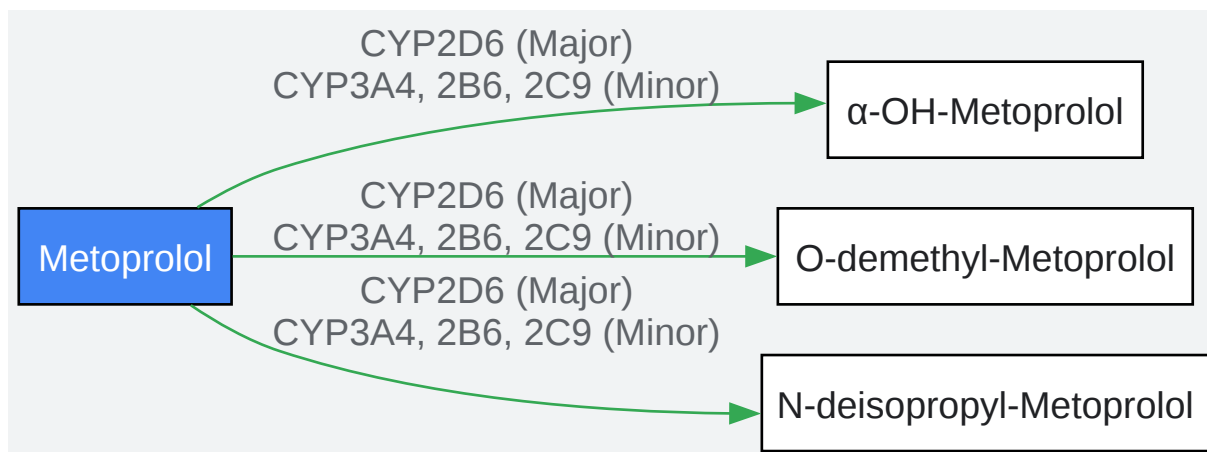 CYP2D6 (Major)
CYP3A4, 2B6, 2C9 (Minor)
α-OH-Metoprolol
CYP2D6 (Major)
CYP3A4, 2B6, 2C9 (Minor)
Metoprolol
O-demethyl-Metoprolol
CYP2D6 (Major)
CYP3A4, 2B6, 2C9 (Minor)
N-deisopropyl-Metoprolol